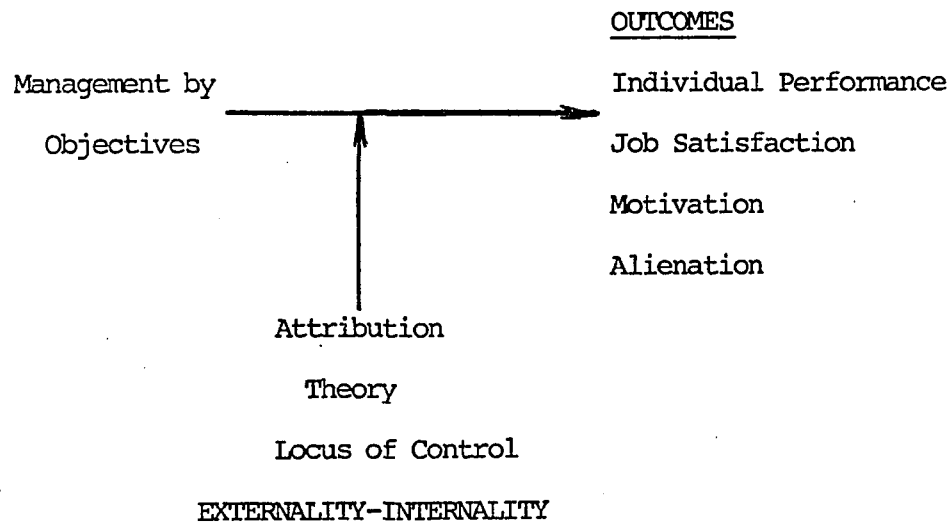 OUTCOMES
Management by
Objectives
Individual Performance
Job Satisfaction
Motivation
Alienation
Attribution
Theory
Locus of Control
EXTERNALITY-INTERNALITY